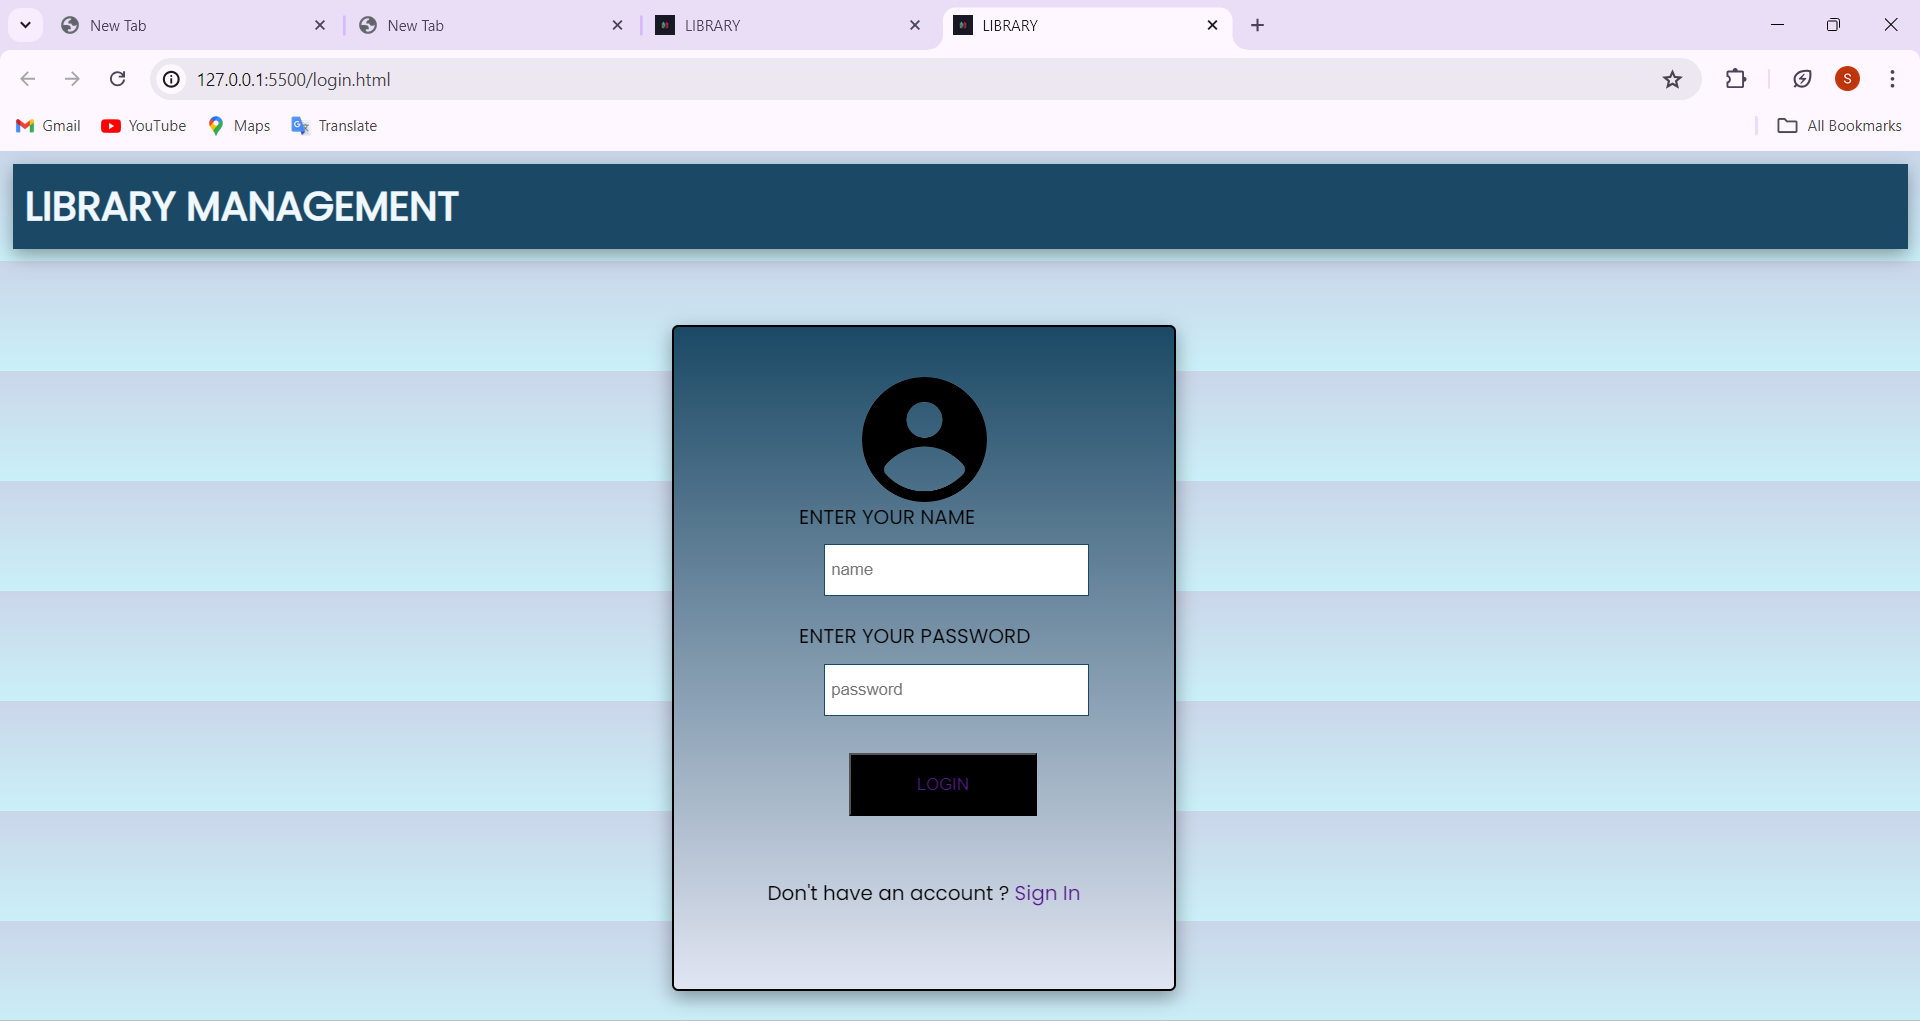 New Tab
New Tab
LIBRARY
LIBRARY
127.0.0.1:5500/login.html
S
Gmail
YouTube
Maps
Translate
All Bookmarks
LIBRARY MANAGEMENT
ENTER YOUR NAME
name
ENTER YOUR PASSWORD
password
LOGIN
Don't have an account ? Sign In